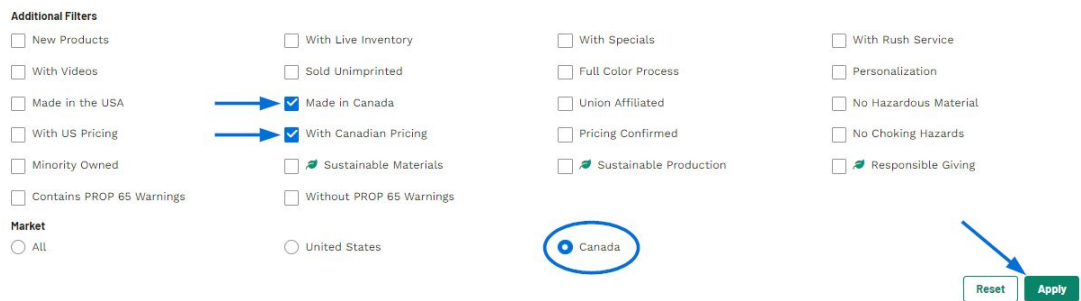 Additional Filters
New Products With Live Inventory With Specials With Rush Service
With Videos Sold Unimprinted Full Color Process Personalization
Made in the USA Made in Canada Union Affiliated No Hazardous Material
With US Pricing With Canadian Pricing Pricing Confirmed No Choking Hazards
Minority Owned Sustainable Materials Sustainable Production Responsible Giving
Contains PROP 65 Warnings Without PROP 65 Warnings
Market
All United States Canada
Reset Apply